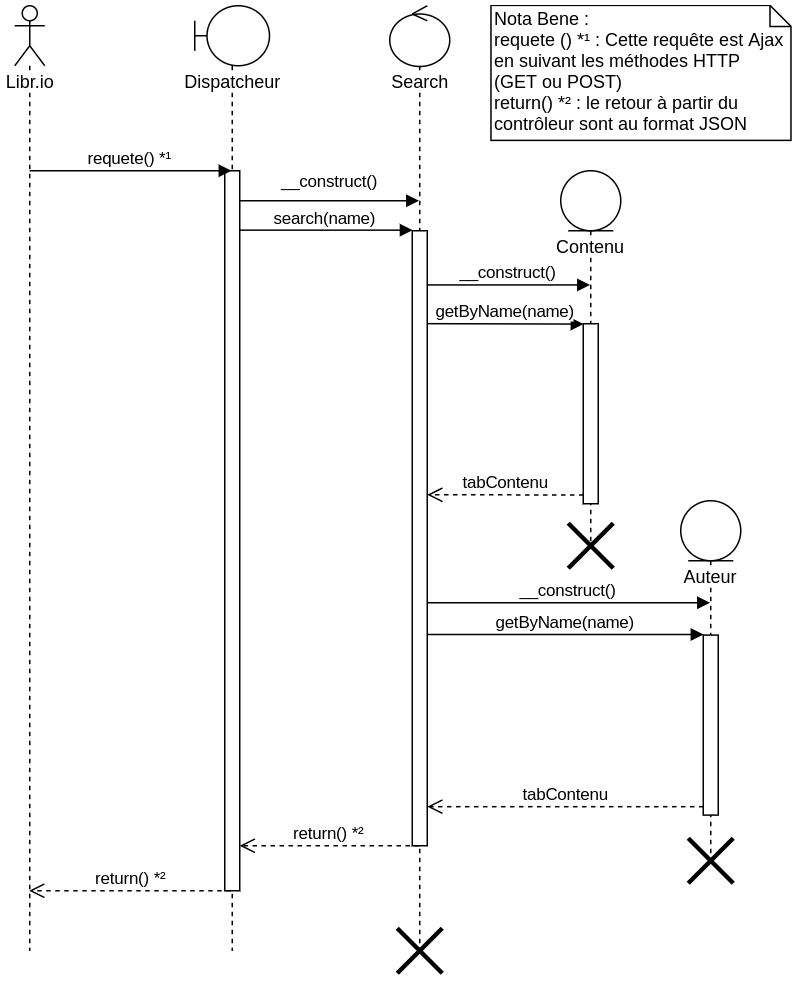 Nota Bene :
requete () *¹ : Cette requête est Ajax
en suivant les méthodes HTTP
(GET ou POST)
return() *² : le retour à partir du
contrôleur sont au format JSON
Libr.io
Dispatcheur
Search
requete() *¹
__construct()
search(name)
Contenu
__construct()
getByName(name)
tabContenu
Auteur
__construct()
getByName(name)
tabContenu
return() *²
return() *²